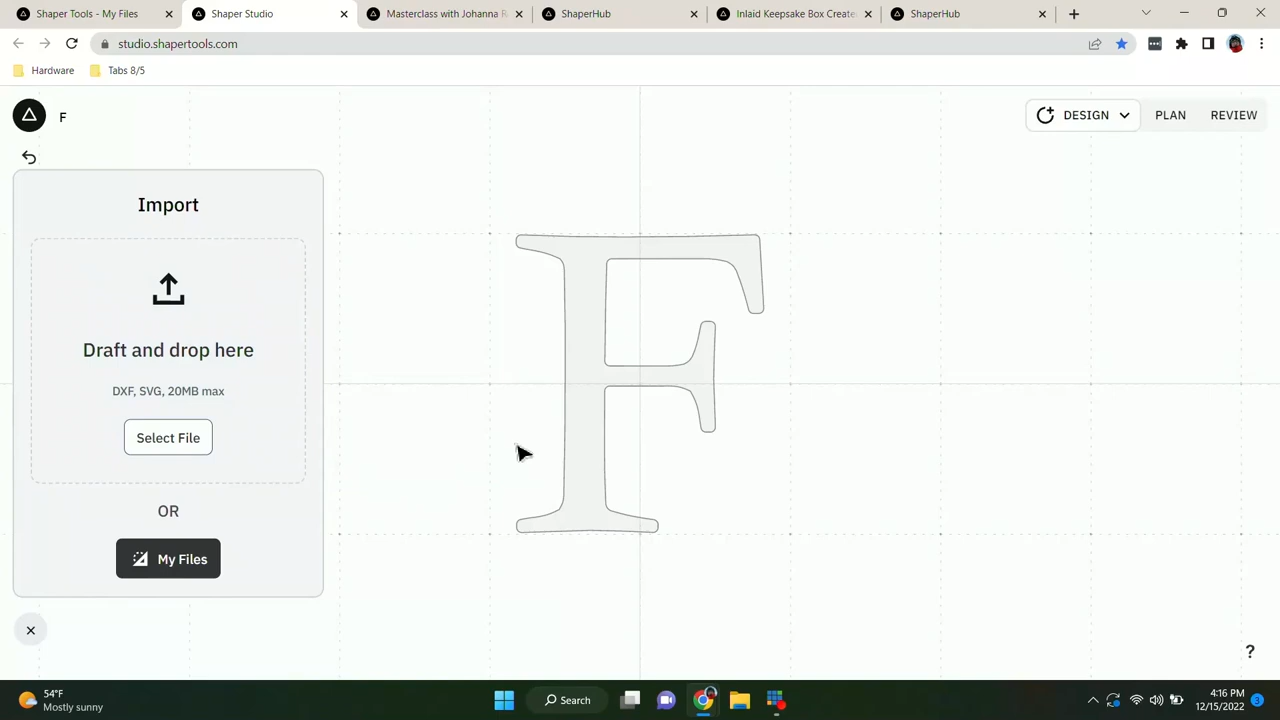 Shaper Tools - My Files
Shaper Studio
Masterclass with Johanna R
ShaperHub
Inlaid Keepsake Box Create
ShaperHub
studio.shapertools.com
Hardware
Tabs 8/5
F
DESIGN
PLAN
REVIEW
Import
Draft and drop here
DXF, SVG, 20MB max
Select File
OR
My Files
F
?
54°F
Mostly sunny
Search
4:16 PM
12/15/2022
3